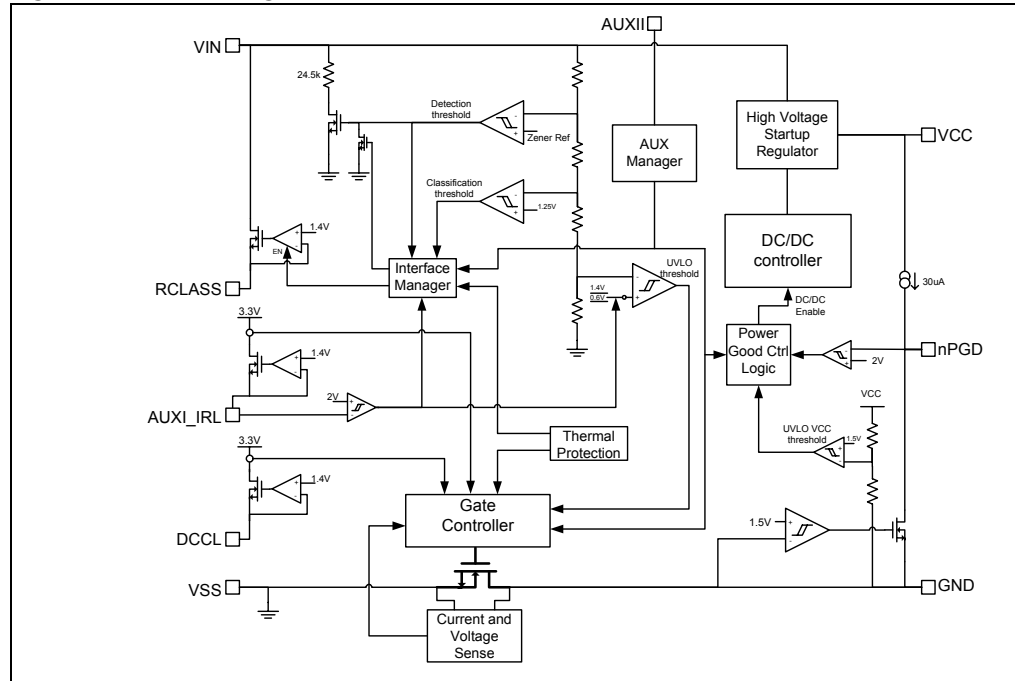 AUXII
VIN
24.5k
Detection
threshold
-
+
Zener Ref
High Voltage
Startup
Regulator
VCC
AUX
Manager
Classification
threshold
-
+
1.25V
DC/DC
controller
1.4V
+
-
EN
Interface
Manager
UVLO
threshold
RCLASS
1.4V
0.6V
-
+
30uA
DC/DC
Enable
3.3V
Power
Good Ctrl
Logic
-
+
2V
nPGD
1.4V
+
-
AUXI_IRL
2V
+
-
VCC
UVLO VCC
threshold
1.5V
+
-
Thermal
Protection
3.3V
1.4V
+
-
Gate
Controller
1.5V
+
-
DCCL
VSS
GND
Current and
Voltage
Sense